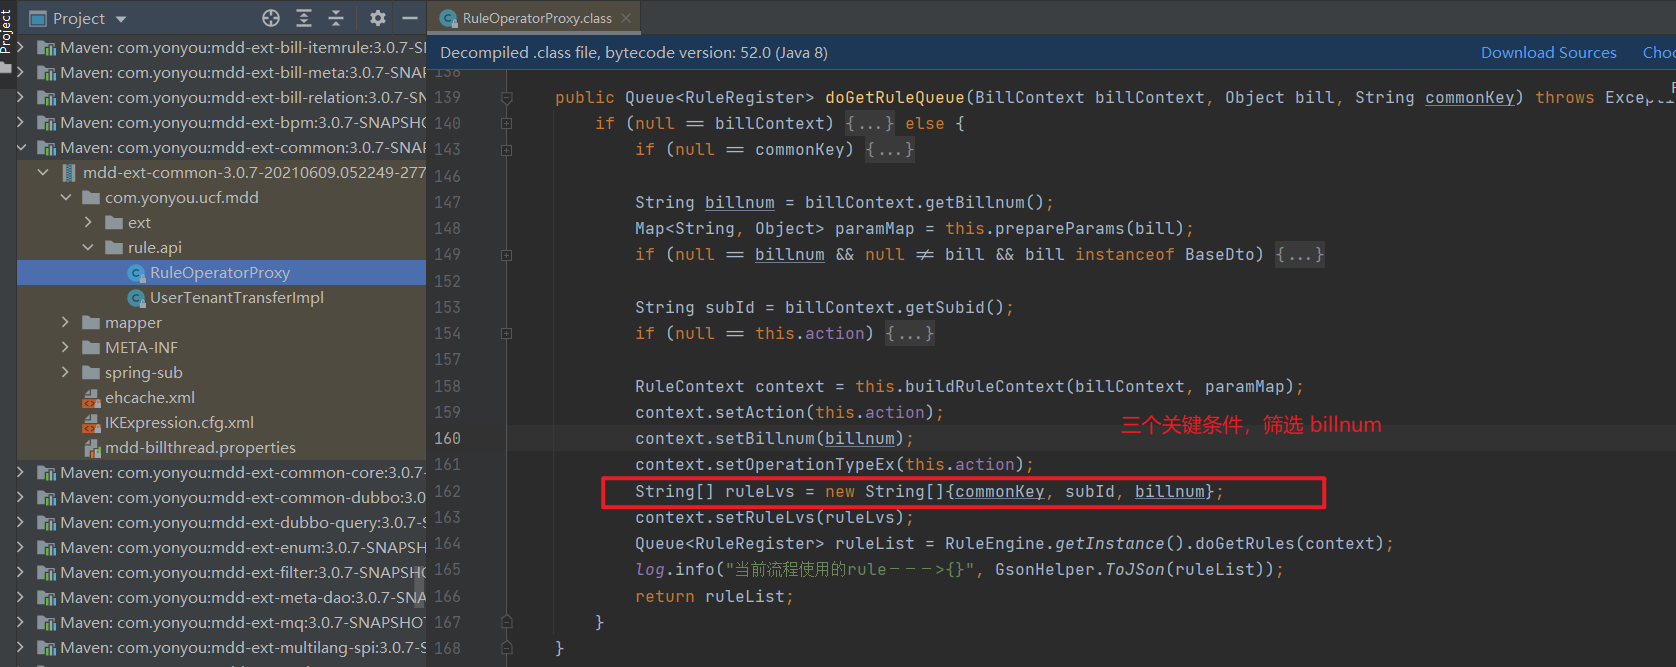 Project
Project
RuleOperatorProxy.class
Decompiled .class file, bytecode version: 52.0 (Java 8)
Download Sources
Maven: com.yonyou:mdd-ext-bill-itemrule:3.0.7-SI
Maven: com.yonyou:mdd-ext-bill-meta:3.0.7-SNAP
Maven: com.yonyou:mdd-ext-bill-relation:3.0.7-SN
Maven: com.yonyou:mdd-ext-bpm:3.0.7-SNAPSHO
Maven: com.yonyou:mdd-ext-common:3.0.7-SNAP
mdd-ext-common-3.0.7-20210609.052249-277
com.yonyou.ucf.mdd
ext
rule.api
RuleOperatorProxy
UserTenantTransferImpl
mapper
META-INF
spring-sub
ehcache.xml
IKExpression.cfg.xml
mdd-billthread.properties
Maven: com.yonyou:mdd-ext-common-core:3.0.7-
Maven: com.yonyou:mdd-ext-common-dubbo:3.0
Maven: com.yonyou:mdd-ext-dubbo-query:3.0.7-
Maven: com.yonyou:mdd-ext-enum:3.0.7-SNAPSH
Maven: com.yonyou:mdd-ext-filter:3.0.7-SNAPSHO
Maven: com.yonyou:mdd-ext-meta-dao:3.0.7-SNA
Maven: com.yonyou:mdd-ext-mq:3.0.7-SNAPSHOT
Maven: com.yonyou:mdd-ext-multilang-spi:3.0.7-
138
139 public Queue<RuleRegister> doGetRuleQueue(BillContext billContext, Object bill, String commonKey) throws Excepti
140 if (null == billContext) {...} else {
143 if (null == commonKey) {...}
146
147 String billnum = billContext.getBillnum();
148 Map<String, Object> paramMap = this.prepareParams(bill);
149 if (null == billnum && null ≠ bill && bill instanceof BaseDto) {...}
152
153 String subId = billContext.getSubid();
154 if (null == this.action) {...}
157
158 RuleContext context = this.buildRuleContext(billContext, paramMap);
159 context.setAction(this.action);
三个关键条件，筛选 billnum
160 context.setBillnum(billnum);
161 context.setOperationTypeEx(this.action);
162 String[] ruleLvs = new String[]{commonKey, subId, billnum};
163 context.setRuleLvs(ruleLvs);
164 Queue<RuleRegister> ruleList = RuleEngine.getInstance().doGetRules(context);
165 log.info("当前流程使用的rule－－－>{}", GsonHelper.ToJSon(ruleList));
166 return ruleList;
167 }
168 }